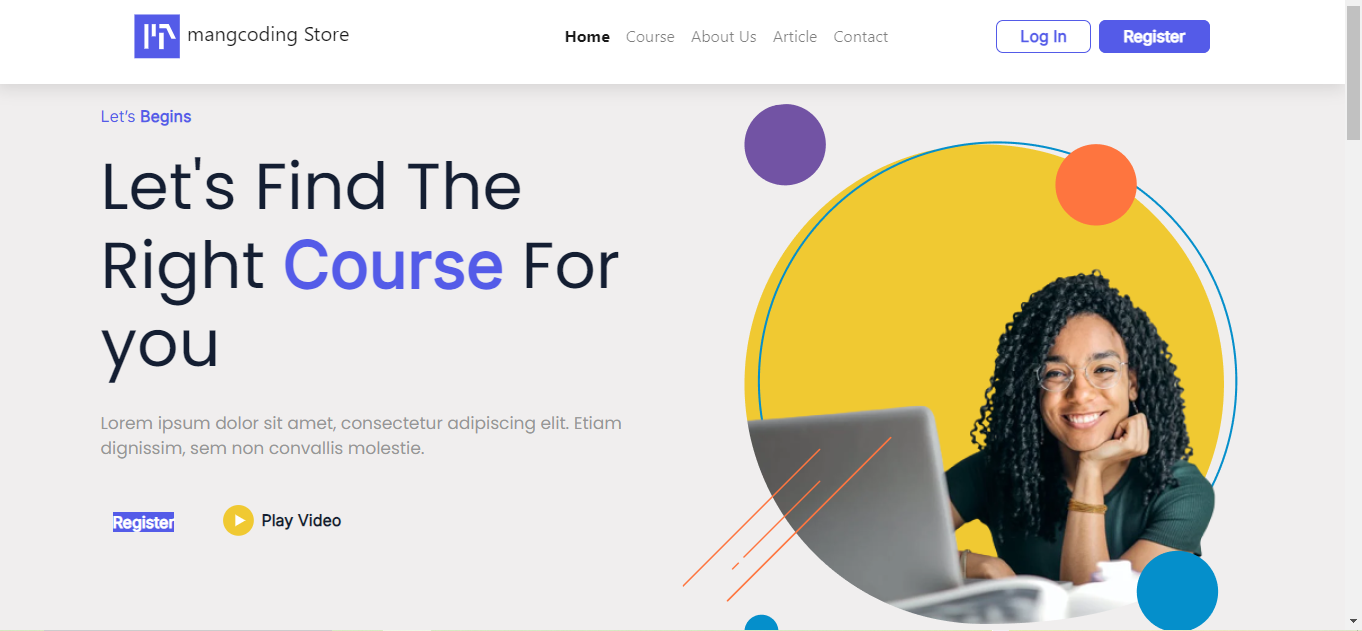 mangcoding Store
Home Course About Us Article Contact
Log In
Register
Let's Begins
Let's Find The
Right Course For
you
Lorem ipsum dolor sit amet, consectetur adipiscing elit. Etiam
dignissim, sem non convallis molestie.
Register
Play Video